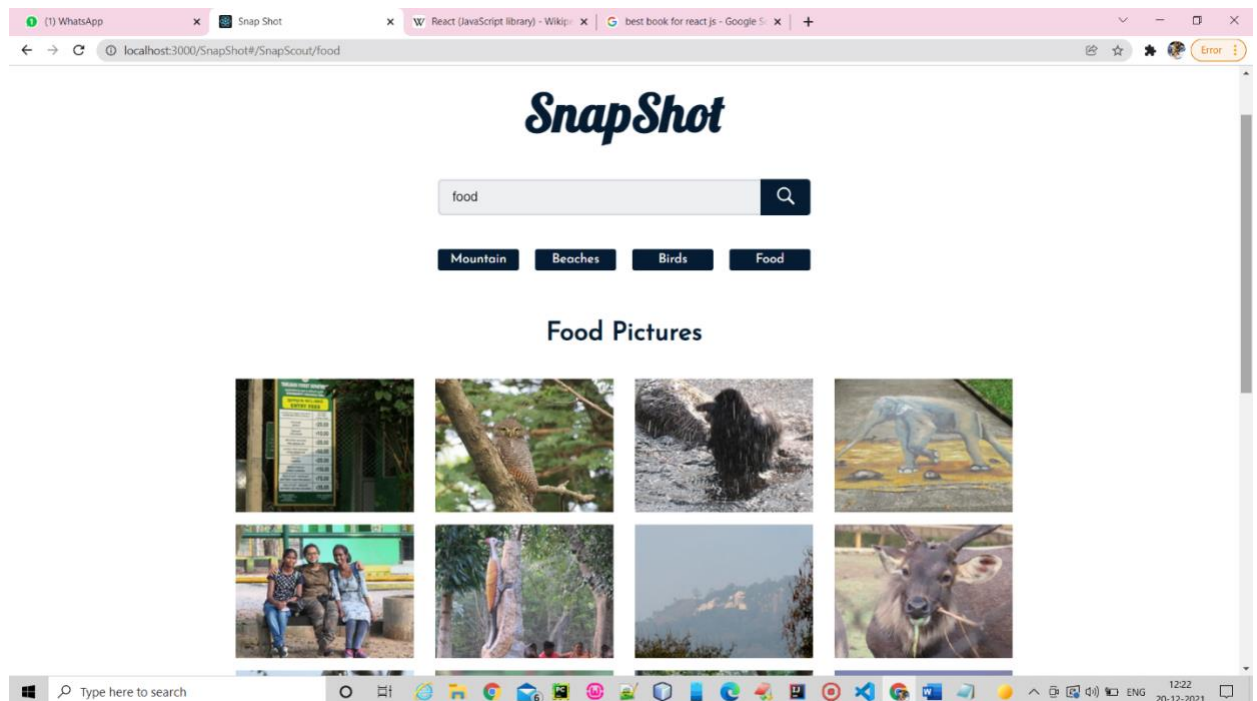 (1) WhatsApp
Snap Shot
React (JavaScript library) - Wikip
best book for react js - Google S
localhost:3000/SnapShot#/SnapScout/food
Error
SnapShot
food
Mountain Beaches Birds Food
Food Pictures
ENTRY FEES
Type here to search
ENG
12:22
20-12-2021